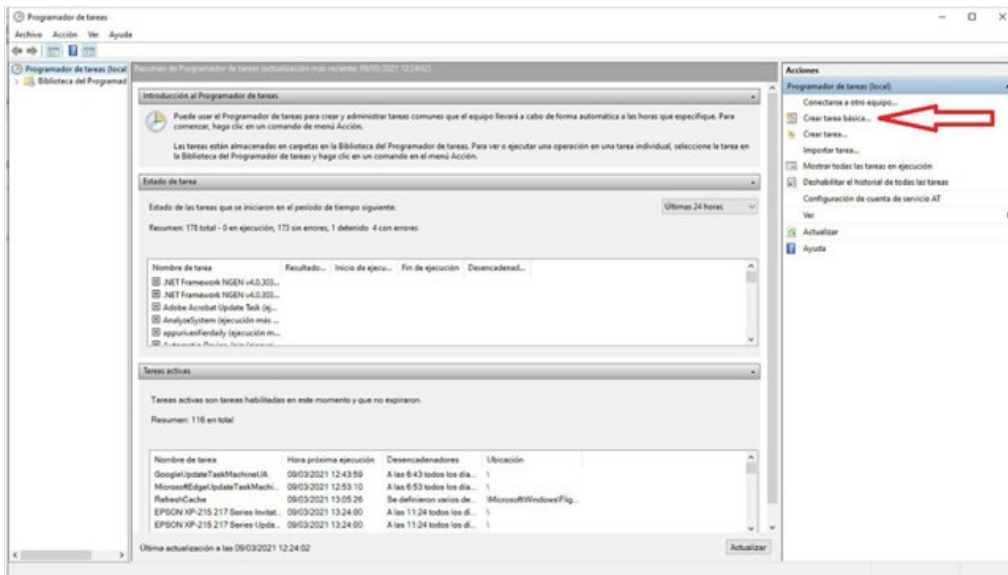 Programador de tareas
Archivo Acción Ver Ayuda
Programador de tareas (local
Biblioteca del Programad
Resumen de Programador de tareas (actualización más reciente: 09/03/2021 12:24:02)
Introducción al Programador de tareas
Puede usar el Programador de tareas para crear y administrar tareas comunes que el equipo llevará a cabo de forma automática a las horas que especifique. Para
comenzar, haga clic en un comando de menú Acción.
Las tareas están almacenadas en carpetas en la Biblioteca del Programador de tareas. Para ver o ejecutar una operación en una tarea individual, seleccione la tarea en
la Biblioteca del Programador de tareas y haga clic en un comando en el menú Acción.
Estado de tarea
Estado de las tareas que se iniciaron en el período de tiempo siguiente:
Últimas 24 horas
Resumen: 178 total - 0 en ejecución, 173 sin errores, 1 detenido 4 con errores
Nombre de tarea Resultado... Inicio de ejecu... Fin de ejecución Desencadenad...
.NET Framework NGEN v4.0.303...
.NET Framework NGEN v4.0.303...
Adobe Acrobat Update Task (ej...
AnalyzeSystem (ejecución más ...
appuriverifierdaily (ejecución m...
Tareas activas
Tareas activas son tareas habilitadas en este momento y que no expiraron.
Resumen: 116 en total
Nombre de tarea Hora próxima ejecución Desencadenadores Ubicación
GoogleUpdateTaskMachineUA 09/03/2021 12:43:59 A las 6:43 todos los día... \
MicrosoftEdgeUpdateTaskMachi... 09/03/2021 12:53:10 A las 6:53 todos los día... \
RefreshCache 09/03/2021 13:05:26 Se definieron varios de... \Microsoft\Windows\Flig...
EPSON XP-215 217 Series Invitat... 09/03/2021 13:24:00 A las 11:24 todos los dí... \
EPSON XP-215 217 Series Upda... 09/03/2021 13:24:00 A las 11:24 todos los dí... \
Última actualización a las 09/03/2021 12:24:02
Actualizar
Acciones
Programador de tareas (local)
Conectarse a otro equipo...
Crear tarea básica...
Crear tarea...
Importar tarea...
Mostrar todas las tareas en ejecución
Deshabilitar el historial de todas las tareas
Configuración de cuenta de servicio AT
Ver
Actualizar
Ayuda